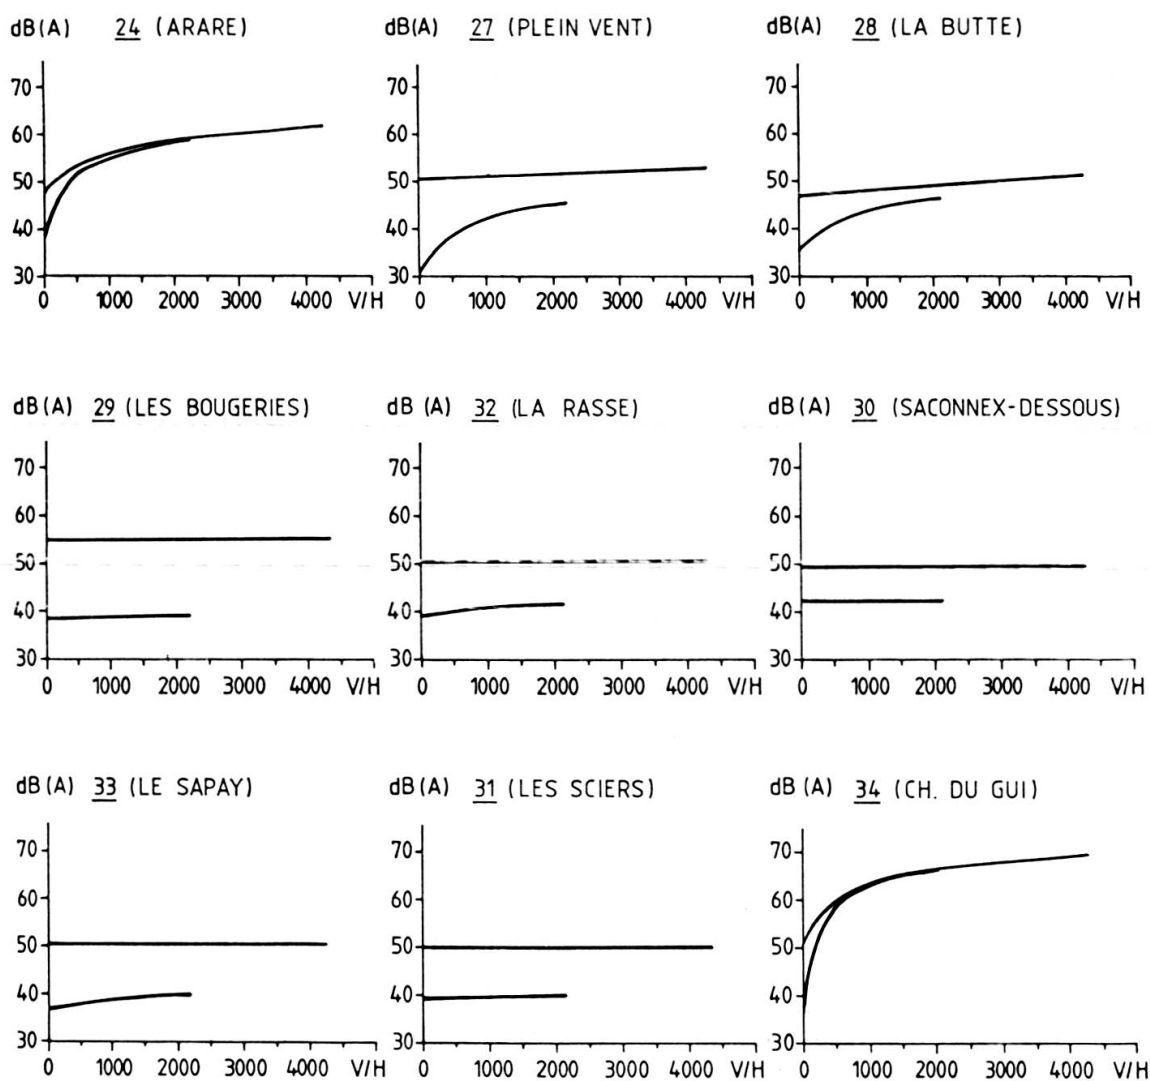 dB(A) 24 (ARARE)
70
60
50
40
30
0 1000 2000 3000 4000 V/H
dB(A) 27 (PLEIN VENT)
70
60
50
40
30
0 1000 2000 3000 4000 V/H
dB(A) 28 (LA BUTTE)
70
60
50
40
30
0 1000 2000 3000 4000 V/H
dB(A) 29 (LES BOUGERIES)
70
60
50
40
30
0 1000 2000 3000 4000 V/H
dB(A) 32 (LA RASSE)
70
60
50
40
30
0 1000 2000 3000 4000 V/H
dB(A) 30 (SACONNEX-DESSOUS)
70
60
50
40
30
0 1000 2000 3000 4000 V/H
dB(A) 33 (LE SAPAY)
70
60
50
40
30
0 1000 2000 3000 4000 V/H
dB(A) 31 (LES SCIERS)
70
60
50
40
30
0 1000 2000 3000 4000 V/H
dB(A) 34 (CH. DU GUI)
70
60
50
40
30
0 1000 2000 3000 4000 V/H